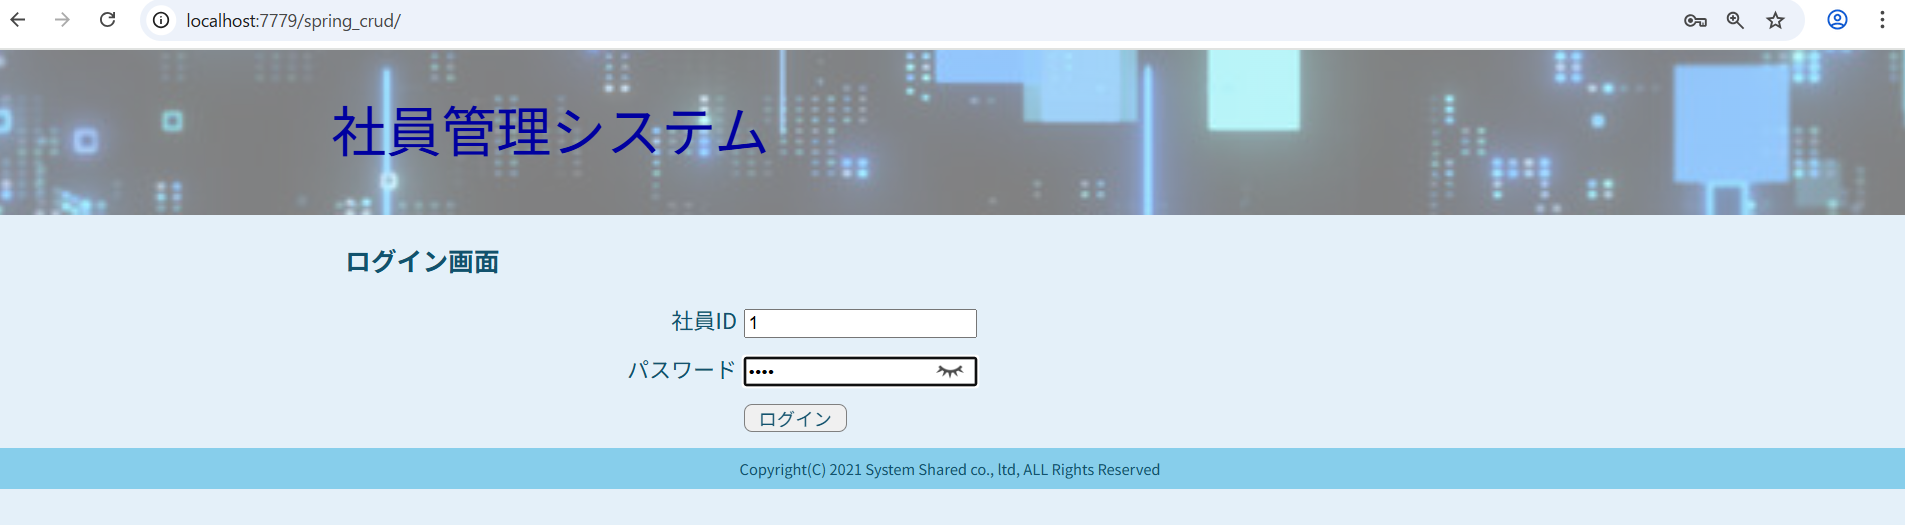 localhost:7779/spring_crud/
社員管理システム
ログイン画面
社員ID 1
パスワード ••••
ログイン
Copyright(C) 2021 System Shared co., ltd, ALL Rights Reserved